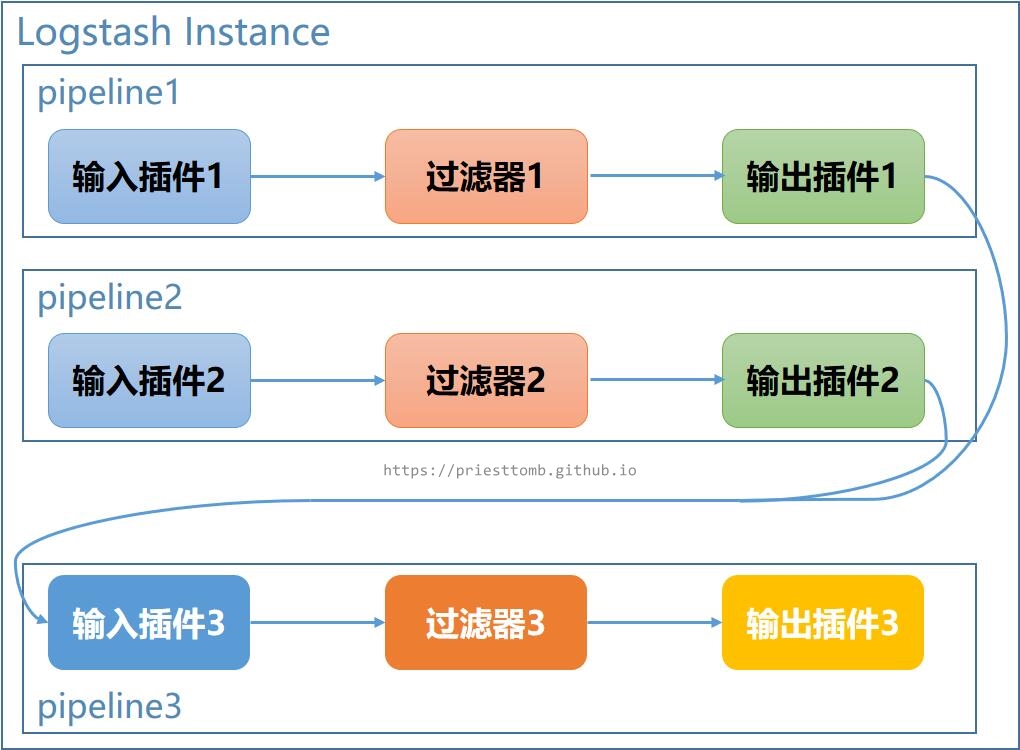 Logstash Instance
pipeline1
输入插件1
过滤器1
输出插件1
pipeline2
输入插件2
过滤器2
输出插件2
https://priesttomb.github.io
输入插件3
过滤器3
输出插件3
pipeline3